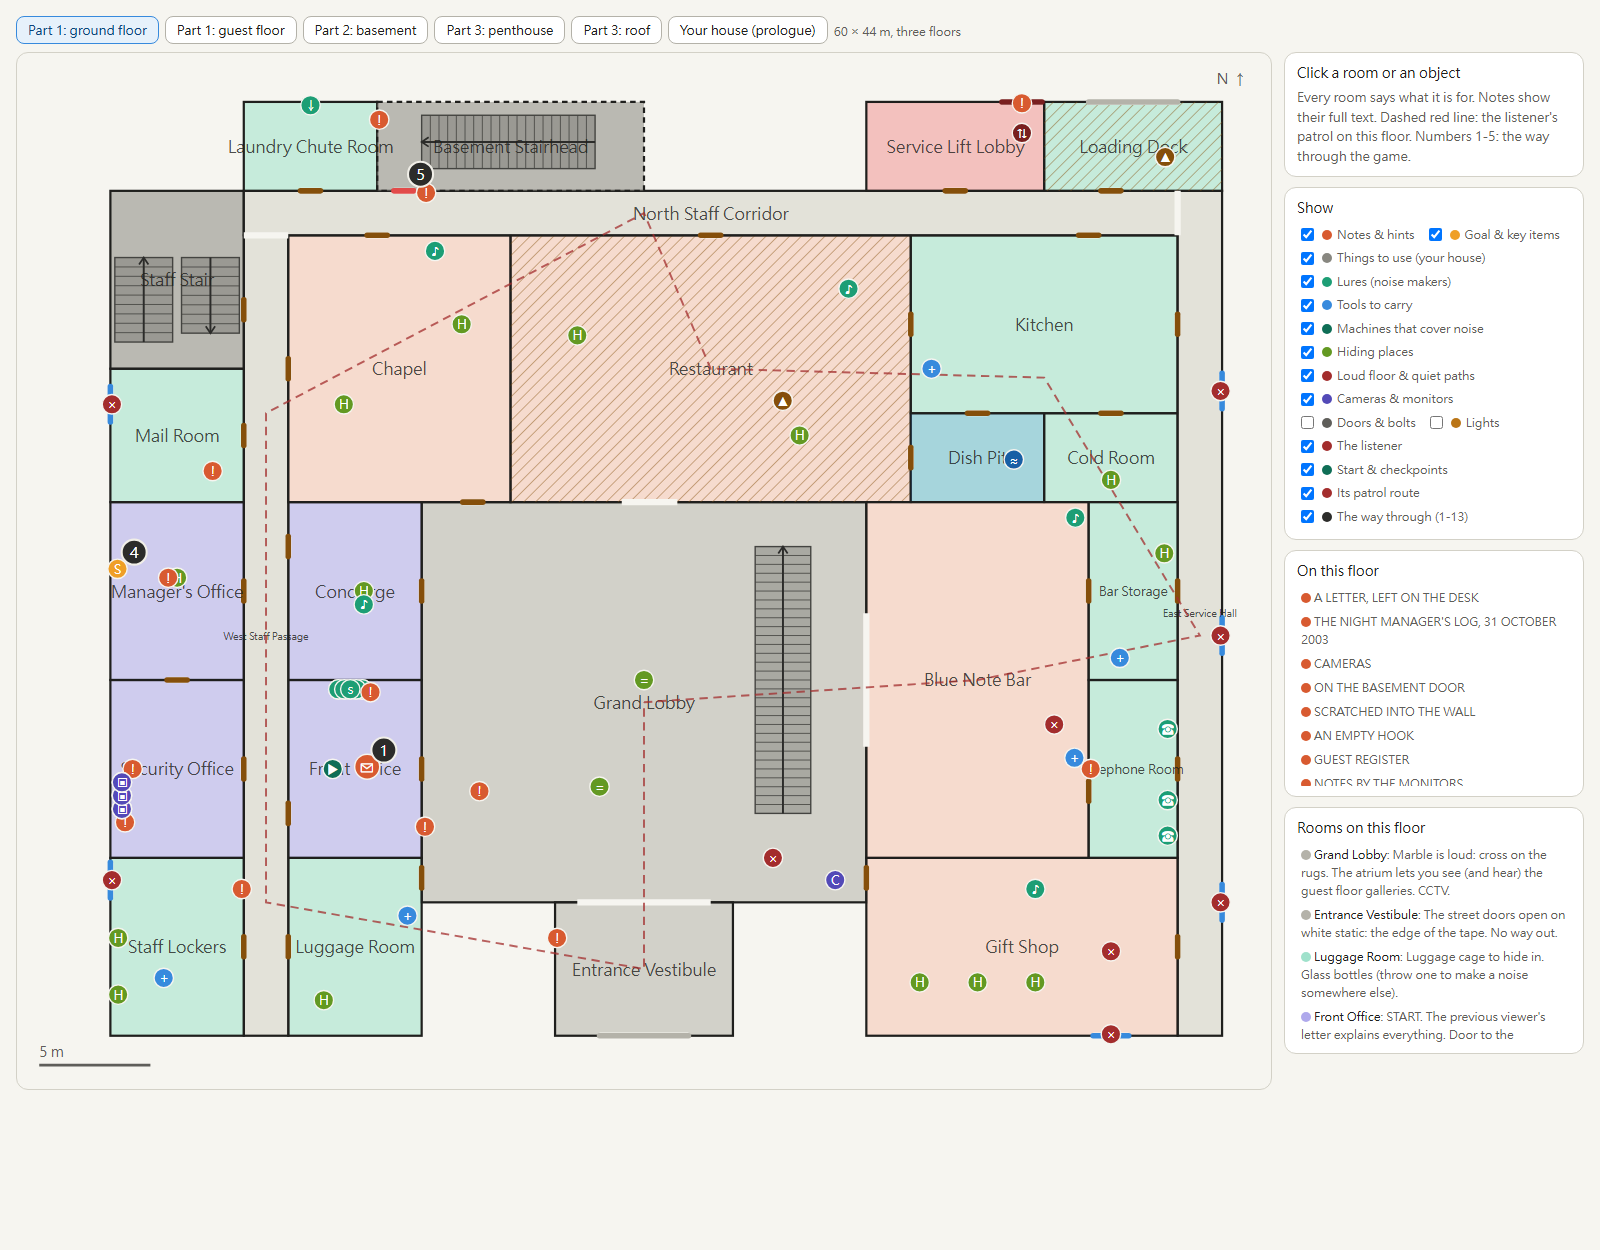 Part 1: ground floor
Part 1: guest floor
Part 2: basement
Part 3: penthouse
Part 3: roof
Your house (prologue)
60 × 44 m, three floors
N ↑
Laundry Chute Room
Basement Stairhead
Service Lift Lobby
Loading Dock
5
North Staff Corridor
Staff Stair
Chapel
Restaurant
Kitchen
Mail Room
Dish Pit
Cold Room
4
Manager's Office
Concierge
Bar Storage
East Service Hall
West Staff Passage
Grand Lobby
Blue Note Bar
1
Security Office
Front Office
Telephone Room
Staff Lockers
Luggage Room
Entrance Vestibule
Gift Shop
5 m
Click a room or an object
Every room says what it is for. Notes show
their full text. Dashed red line: the listener's
patrol on this floor. Numbers 1-5: the way
through the game.
Show
Notes & hints
Goal & key items
Things to use (your house)
Lures (noise makers)
Tools to carry
Machines that cover noise
Hiding places
Loud floor & quiet paths
Cameras & monitors
Doors & bolts
Lights
The listener
Start & checkpoints
Its patrol route
The way through (1-13)
On this floor
A LETTER, LEFT ON THE DESK
THE NIGHT MANAGER'S LOG, 31 OCTOBER
2003
CAMERAS
ON THE BASEMENT DOOR
SCRATCHED INTO THE WALL
AN EMPTY HOOK
GUEST REGISTER
NOTES BY THE MONITORS
Rooms on this floor
Grand Lobby: Marble is loud: cross on the
rugs. The atrium lets you see (and hear) the
guest floor galleries. CCTV.
Entrance Vestibule: The street doors open on
white static: the edge of the tape. No way out.
Luggage Room: Luggage cage to hide in.
Glass bottles (throw one to make a noise
somewhere else).
Front Office: START. The previous viewer's
letter explains everything. Door to the